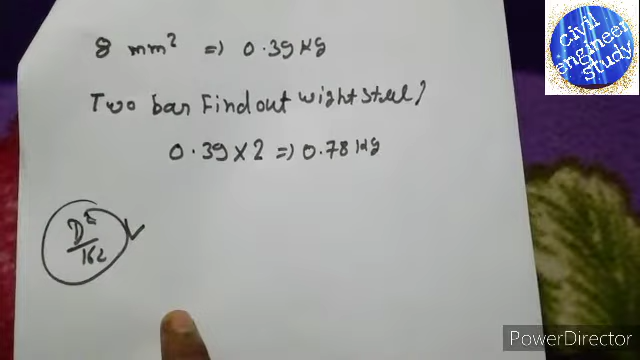 8 mm² => 0.39 Kg
Two bar Find out wight steel?
0.39 X 2 => 0.78 Kg
D²/162
civil
engineer
study
PowerDirector